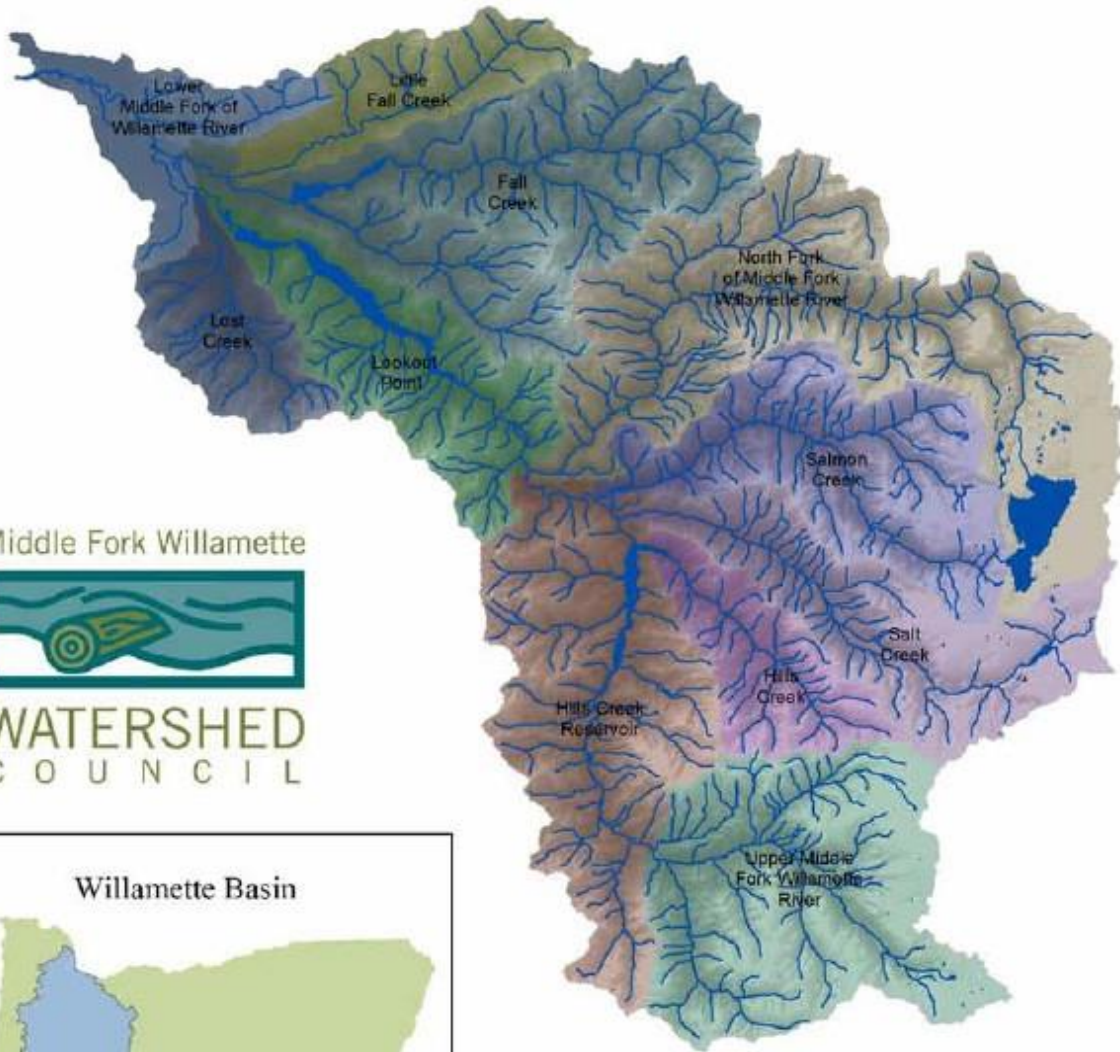 Lower
Middle Fork of
Willamette River
Little
Fall Creek
Fall
Creek
North Fork
of Middle Fork
Willamette River
Lost
Creek
Lookout
Point
Salmon
Creek
Salt
Creek
Hills
Creek
Hills Creek
Reservoir
Upper Middle
Fork Willamette
River
Middle Fork Willamette
WATERSHED
COUNCIL
Willamette Basin